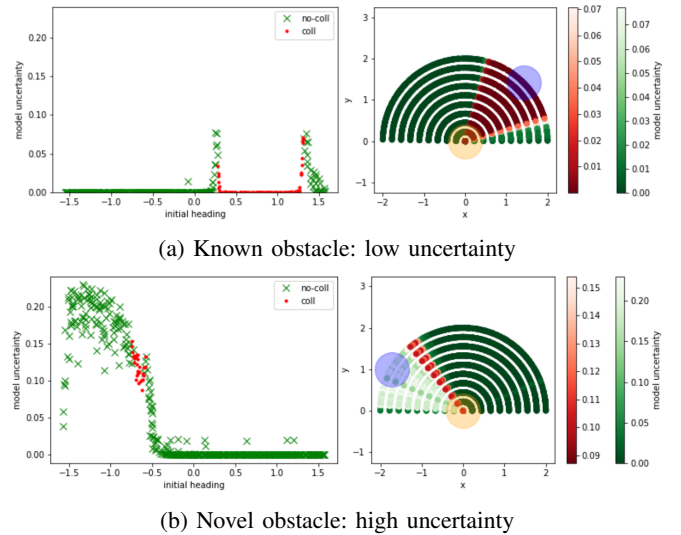 0.20
0.15
0.10
0.05
0.00
model uncertainty
−1.5 −1.0 −0.5 0.0 0.5 1.0 1.5
initial heading
no-coll
coll
3
2
1
0
−1
y
−2 −1 0 1 2
x
0.07
0.06
0.05
0.04
0.03
0.02
0.01
0.07
0.06
0.05
0.04
0.03
0.02
0.01
0.00
model uncertainty
(a) Known obstacle: low uncertainty
0.20
0.15
0.10
0.05
0.00
model uncertainty
−1.5 −1.0 −0.5 0.0 0.5 1.0 1.5
initial heading
no-coll
coll
3
2
1
0
−1
y
−2 −1 0 1 2
x
0.15
0.14
0.13
0.12
0.11
0.10
0.09
0.20
0.15
0.10
0.05
0.00
model uncertainty
(b) Novel obstacle: high uncertainty